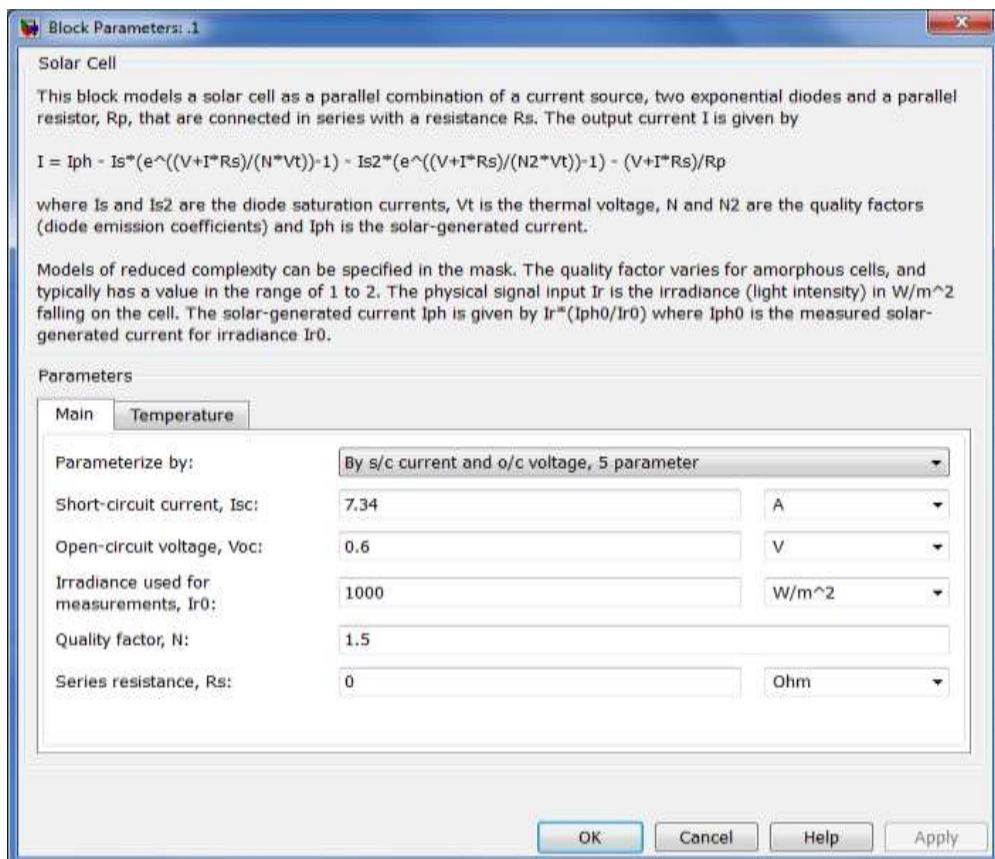 Block Parameters: .1
Solar Cell
This block models a solar cell as a parallel combination of a current source, two exponential diodes and a parallel
resistor, Rp, that are connected in series with a resistance Rs. The output current I is given by
I = Iph - Is*(e^((V+I*Rs)/(N*Vt))-1) - Is2*(e^((V+I*Rs)/(N2*Vt))-1) - (V+I*Rs)/Rp
where Is and Is2 are the diode saturation currents, Vt is the thermal voltage, N and N2 are the quality factors
(diode emission coefficients) and Iph is the solar-generated current.
Models of reduced complexity can be specified in the mask. The quality factor varies for amorphous cells, and
typically has a value in the range of 1 to 2. The physical signal input Ir is the irradiance (light intensity) in W/m^2
falling on the cell. The solar-generated current Iph is given by Ir*(Iph0/Ir0) where Iph0 is the measured solar-
generated current for irradiance Ir0.
Parameters
Main Temperature
Parameterize by: By s/c current and o/c voltage, 5 parameter
Short-circuit current, Isc: 7.34 A
Open-circuit voltage, Voc: 0.6 V
Irradiance used for
measurements, Ir0: 1000 W/m^2
Quality factor, N: 1.5
Series resistance, Rs: 0 Ohm
OK Cancel Help Apply